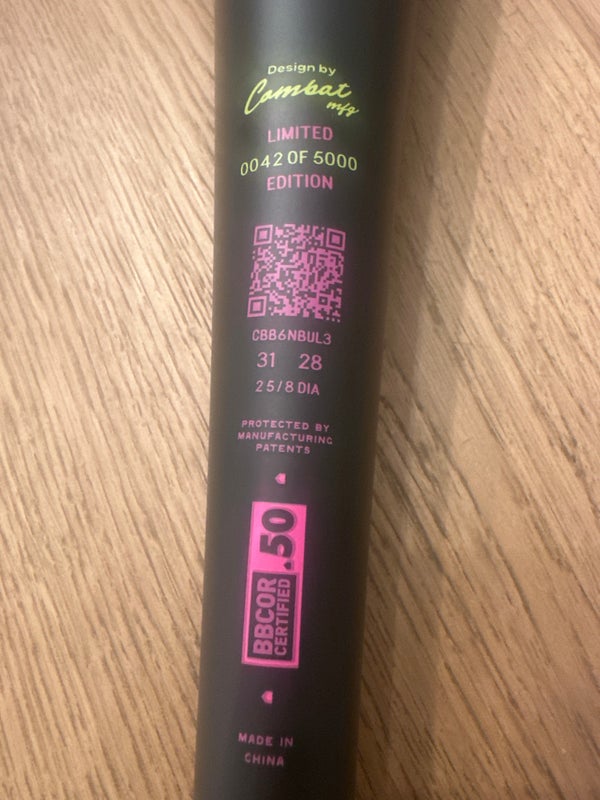 Design by
Combat
mfg
LIMITED
0042 OF 5000
EDITION
CBB6NBUL3
31 28
2 5/8 DIA
PROTECTED BY
MANUFACTURING
PATENTS
.50
BBCOR
CERTIFIED
MADE IN
CHINA